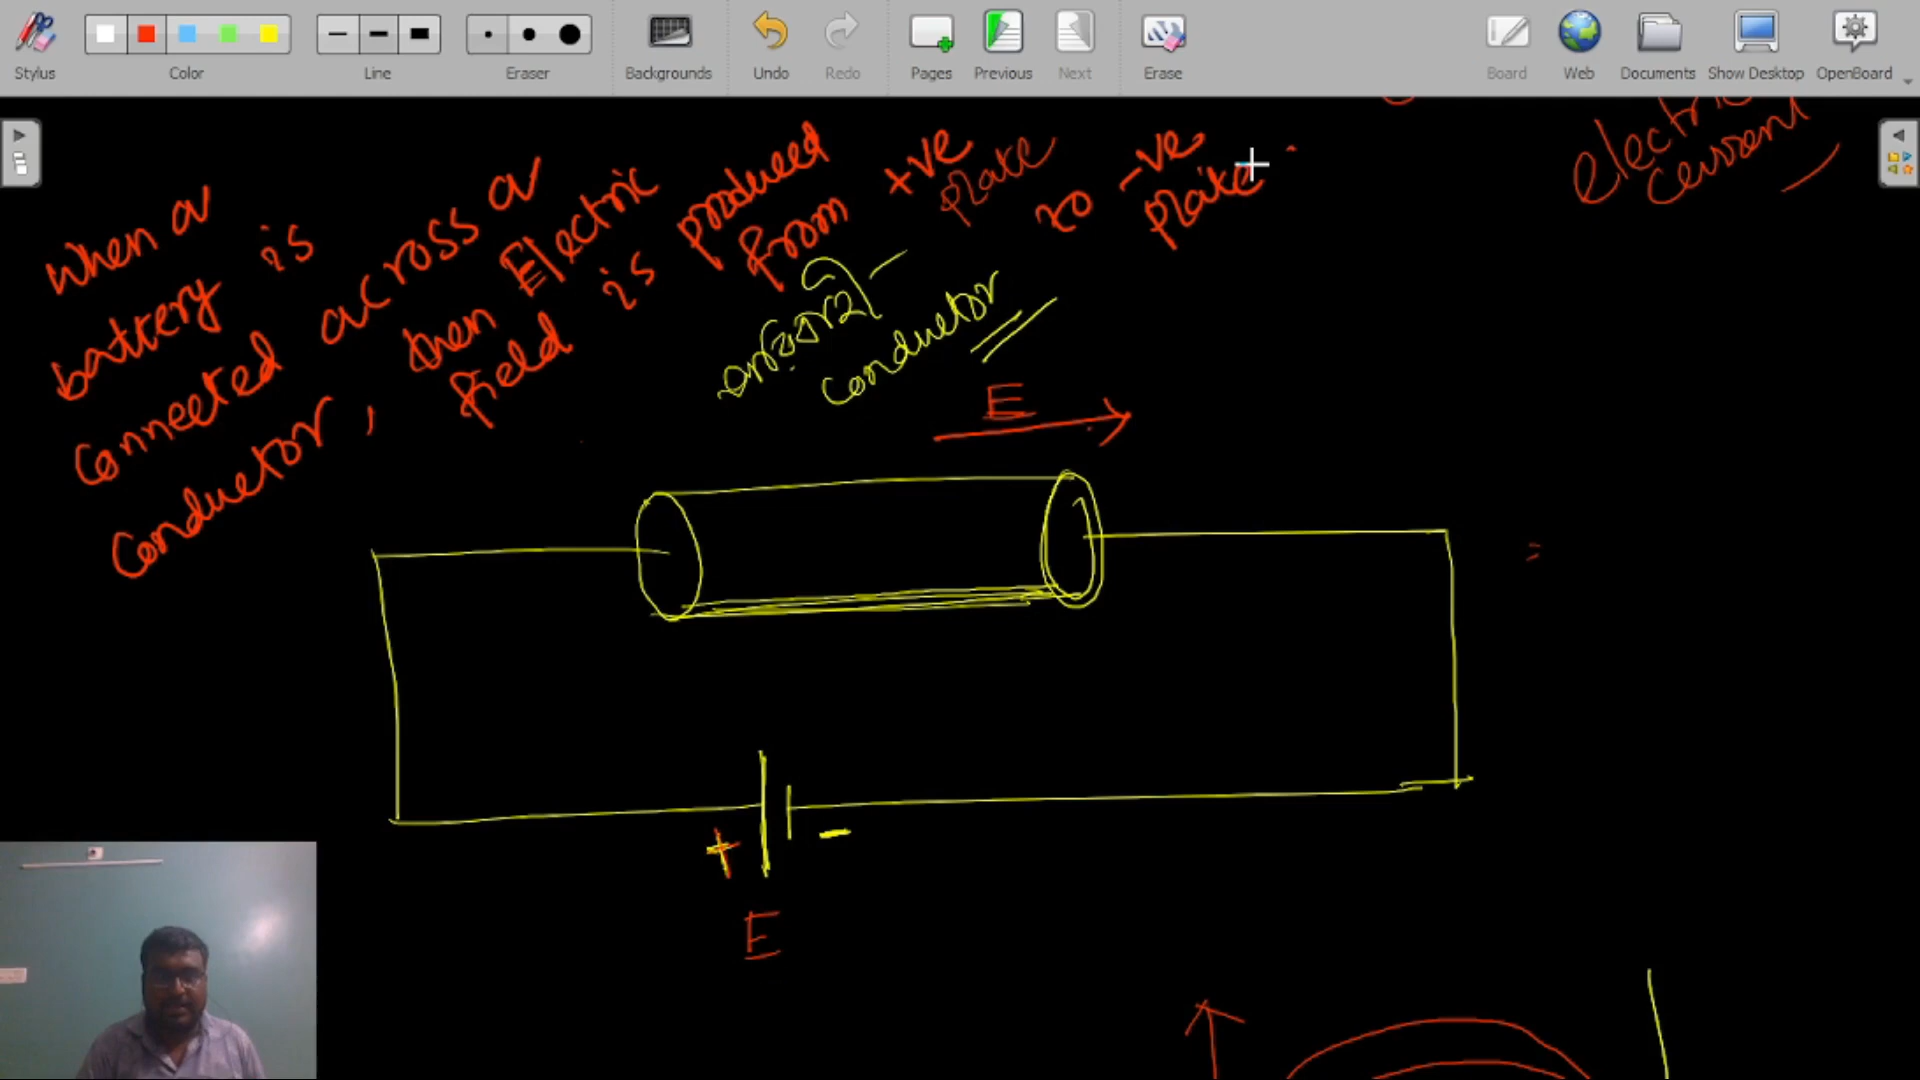 Stylus
Color
Line
Eraser
Backgrounds
Undo
Redo
Pages
Previous
Next
Erase
Board
Web
Documents
Show Desktop
OpenBoard
electric
current
When a
battery is
connected across a
conductor, then Electric
field is produced
from +ve
plate
to -ve
plate
conductor
E
+
-
E